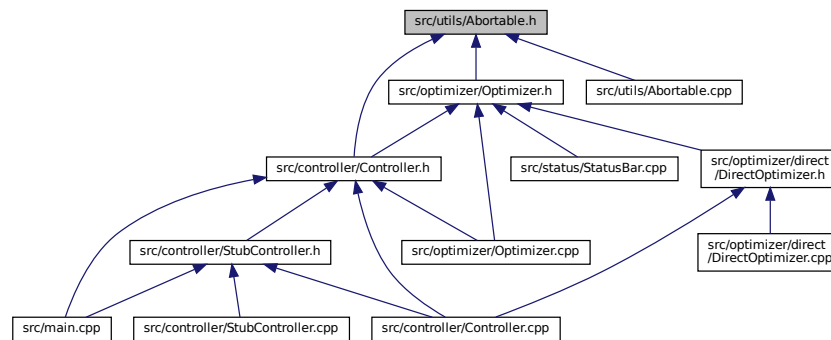 src/utils/Abortable.h
src/optimizer/Optimizer.h
src/utils/Abortable.cpp
src/controller/Controller.h
src/status/StatusBar.cpp
src/optimizer/direct
/DirectOptimizer.h
src/controller/StubController.h
src/optimizer/Optimizer.cpp
src/optimizer/direct
/DirectOptimizer.cpp
src/main.cpp
src/controller/StubController.cpp
src/controller/Controller.cpp